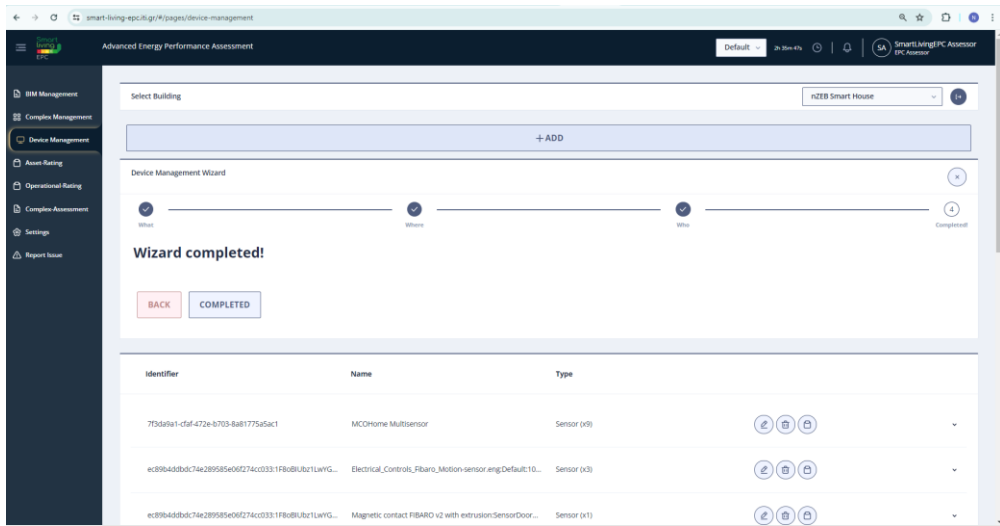 smart-living-epc.iti.gr/#/pages/device-management
Smart living EPC
Advanced Energy Performance Assessment
Default
2h 35m 47s
SA
SmartLivingEPC Assessor
EPC Assessor
BIM Management
Complex Management
Device Management
Asset-Rating
Operational-Rating
Complex-Assessment
Settings
Report Issue
Select Building
nZEB Smart House
+ADD
Device Management Wizard
What
Where
Who
4
Completed!
Wizard completed!
BACK
COMPLETED
Identifier Name Type
7f3da9a1-cfaf-472e-b703-8a81775a5ac1 MCOHome Multisensor Sensor (x9)
ec89b4ddbdc74e289585e06f274cc033:1F8oBIUbz1LwYG... Electrical_Controls_Fibaro_Motion-sensor.eng:Default:10... Sensor (x3)
ec89b4ddbdc74e289585e06f274cc033:1F8oBIUbz1LwYG... Magnetic contact FIBARO v2 with extrusion:SensorDoor... Sensor (x1)